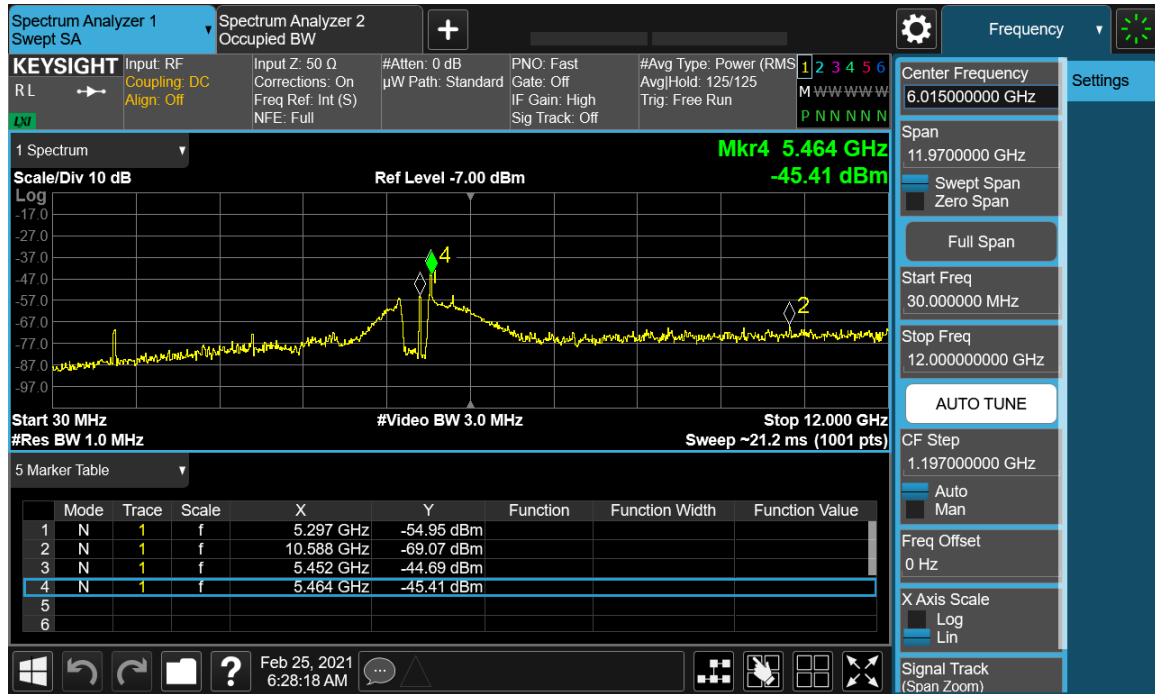 Spectrum Analyzer 1
Swept SA
Spectrum Analyzer 2
Occupied BW
Frequency
KEYSIGHT
R L
LXI
Input: RF
Coupling: DC
Align: Off
Input Z: 50 Ω
Corrections: On
Freq Ref: Int (S)
NFE: Full
#Atten: 0 dB
µW Path: Standard
PNO: Fast
Gate: Off
IF Gain: High
Sig Track: Off
#Avg Type: Power (RMS
Avg|Hold: 125/125
Trig: Free Run
1 2 3 4 5 6
M W W W W W
P N N N N N
1 Spectrum
Mkr4 5.464 GHz
Scale/Div 10 dB
Ref Level -7.00 dBm
-45.41 dBm
Log
-17.0
-27.0
-37.0
-47.0
-57.0
-67.0
-77.0
-87.0
-97.0
4
2
Start 30 MHz
#Video BW 3.0 MHz
Stop 12.000 GHz
#Res BW 1.0 MHz
Sweep ~21.2 ms (1001 pts)
5 Marker Table
Mode Trace Scale X Y Function Function Width Function Value
1 N 1 f 5.297 GHz -54.95 dBm
2 N 1 f 10.588 GHz -69.07 dBm
3 N 1 f 5.452 GHz -44.69 dBm
4 N 1 f 5.464 GHz -45.41 dBm
5
6
?
Feb 25, 2021
6:28:18 AM
Center Frequency
6.015000000 GHz
Span
11.9700000 GHz
Swept Span
Zero Span
Full Span
Start Freq
30.000000 MHz
Stop Freq
12.000000000 GHz
AUTO TUNE
CF Step
1.197000000 GHz
Auto
Man
Freq Offset
0 Hz
X Axis Scale
Log
Lin
Signal Track
(Span Zoom)
Settings